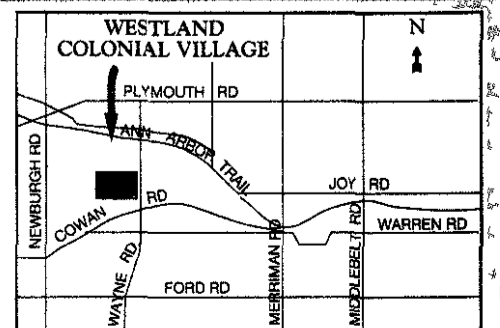 WESTLAND
COLONIAL VILLAGE
N
PLYMOUTH RD
ANN ARBOR TRAIL
JOY RD
NEWBURGH RD
COWAN RD
WARREN RD
WAYNE RD
FORD RD
MERRIMAN RD
MIDDLEBELT RD